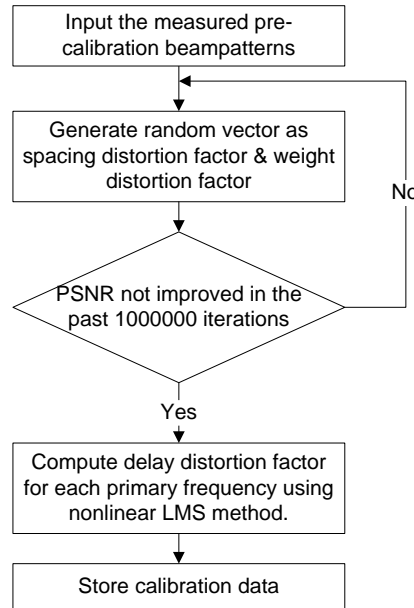 Input the measured pre-
calibration beampatterns
Generate random vector as
spacing distortion factor & weight
distortion factor
No
PSNR not improved in the
past 1000000 iterations
Yes
Compute delay distortion factor
for each primary frequency using
nonlinear LMS method.
Store calibration data